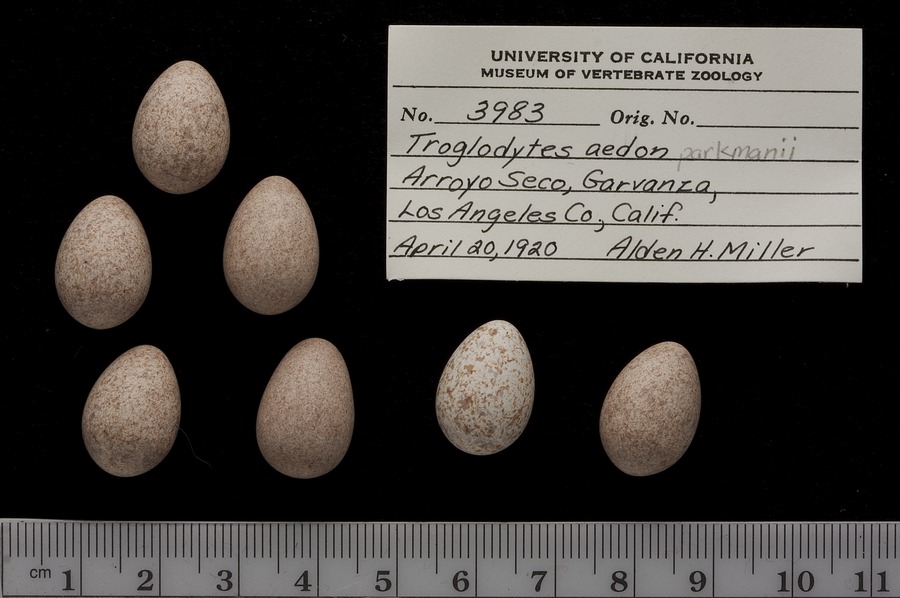 UNIVERSITY OF CALIFORNIA
MUSEUM OF VERTEBRATE ZOOLOGY
No. 3983 Orig. No.
Troglodytes aedon parkmanii
Arroyo Seco, Garvanza,
Los Angeles Co., Calif.
April 20, 1920 Alden H. Miller
cm 1 2 3 4 5 6 7 8 9 10 11